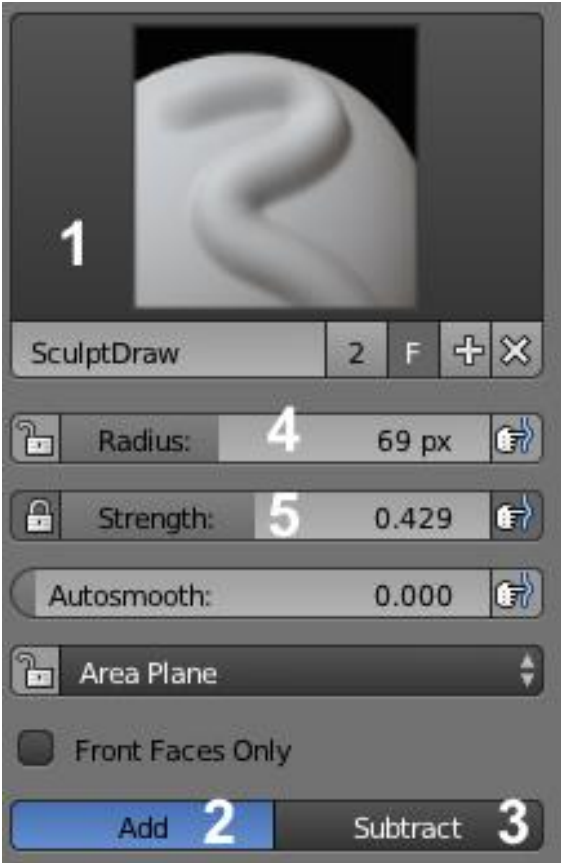 1
SculptDraw 2 F
Radius: 4 69 px
Strength: 5 0.429
Autosmooth: 0.000
Area Plane
Front Faces Only
Add 2 Subtract 3